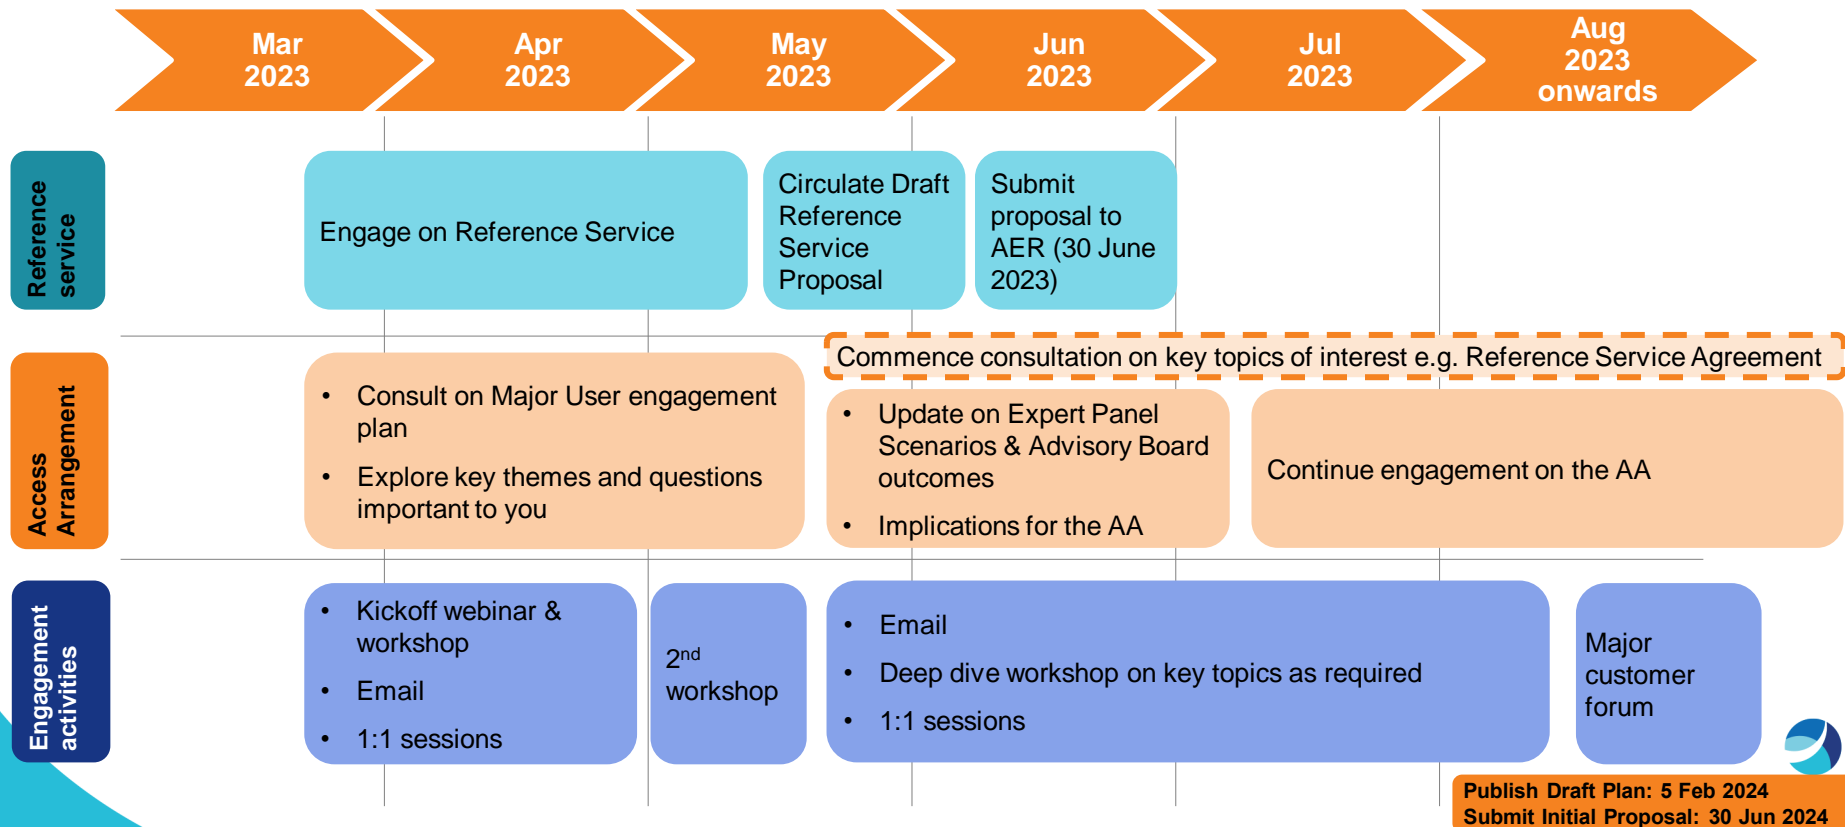 Mar
2023
Apr
2023
May
2023
Jun
2023
Jul
2023
Aug
2023
onwards
Reference
service
Engage on Reference Service
Circulate Draft
Reference
Service
Proposal
Submit
proposal to
AER (30 June
2023)
Access
Arrangement
Commence consultation on key topics of interest e.g. Reference Service Agreement
• Consult on Major User engagement
plan
• Explore key themes and questions
important to you
• Update on Expert Panel
Scenarios & Advisory Board
outcomes
• Implications for the AA
Continue engagement on the AA
Engagement
activities
• Kickoff webinar &
workshop
• Email
• 1:1 sessions
2nd
workshop
• Email
• Deep dive workshop on key topics as required
• 1:1 sessions
Major
customer
forum
Publish Draft Plan: 5 Feb 2024
Submit Initial Proposal: 30 Jun 2024